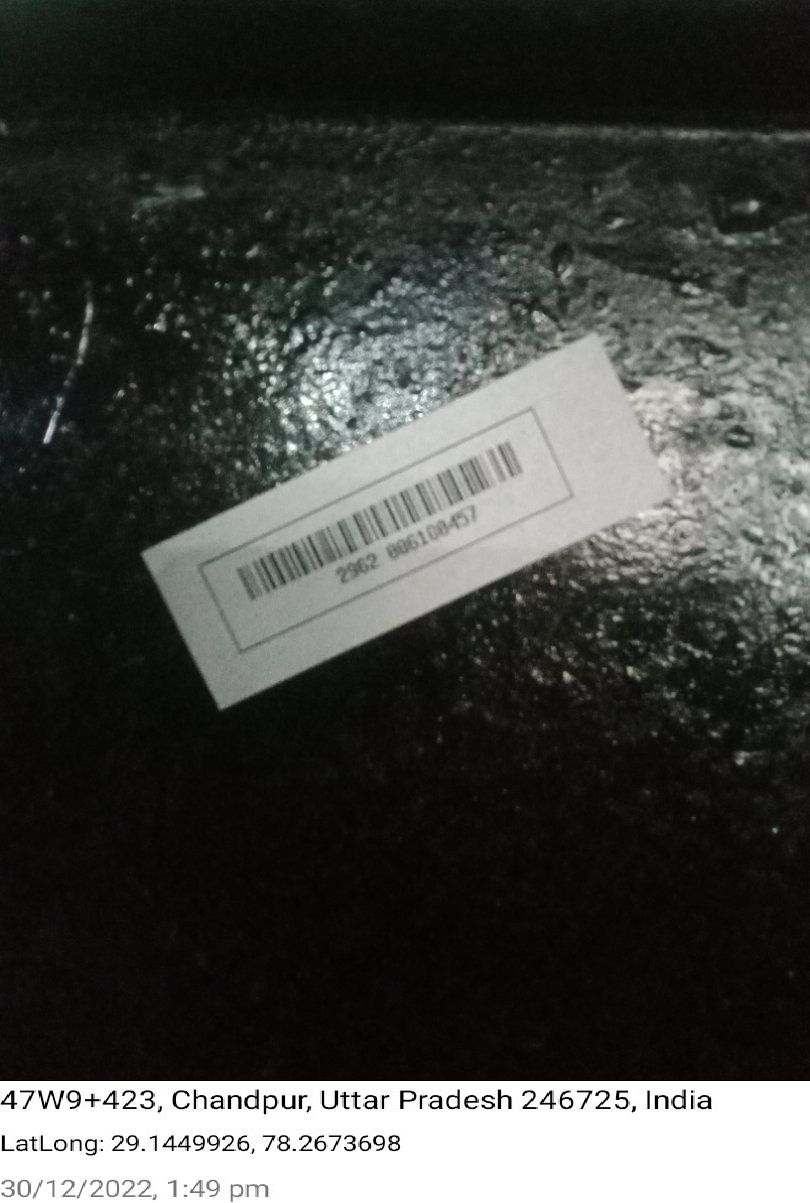 2962 006100457
47W9+423, Chandpur, Uttar Pradesh 246725, India
LatLong: 29.1449926, 78.2673698
30/12/2022, 1:49 pm